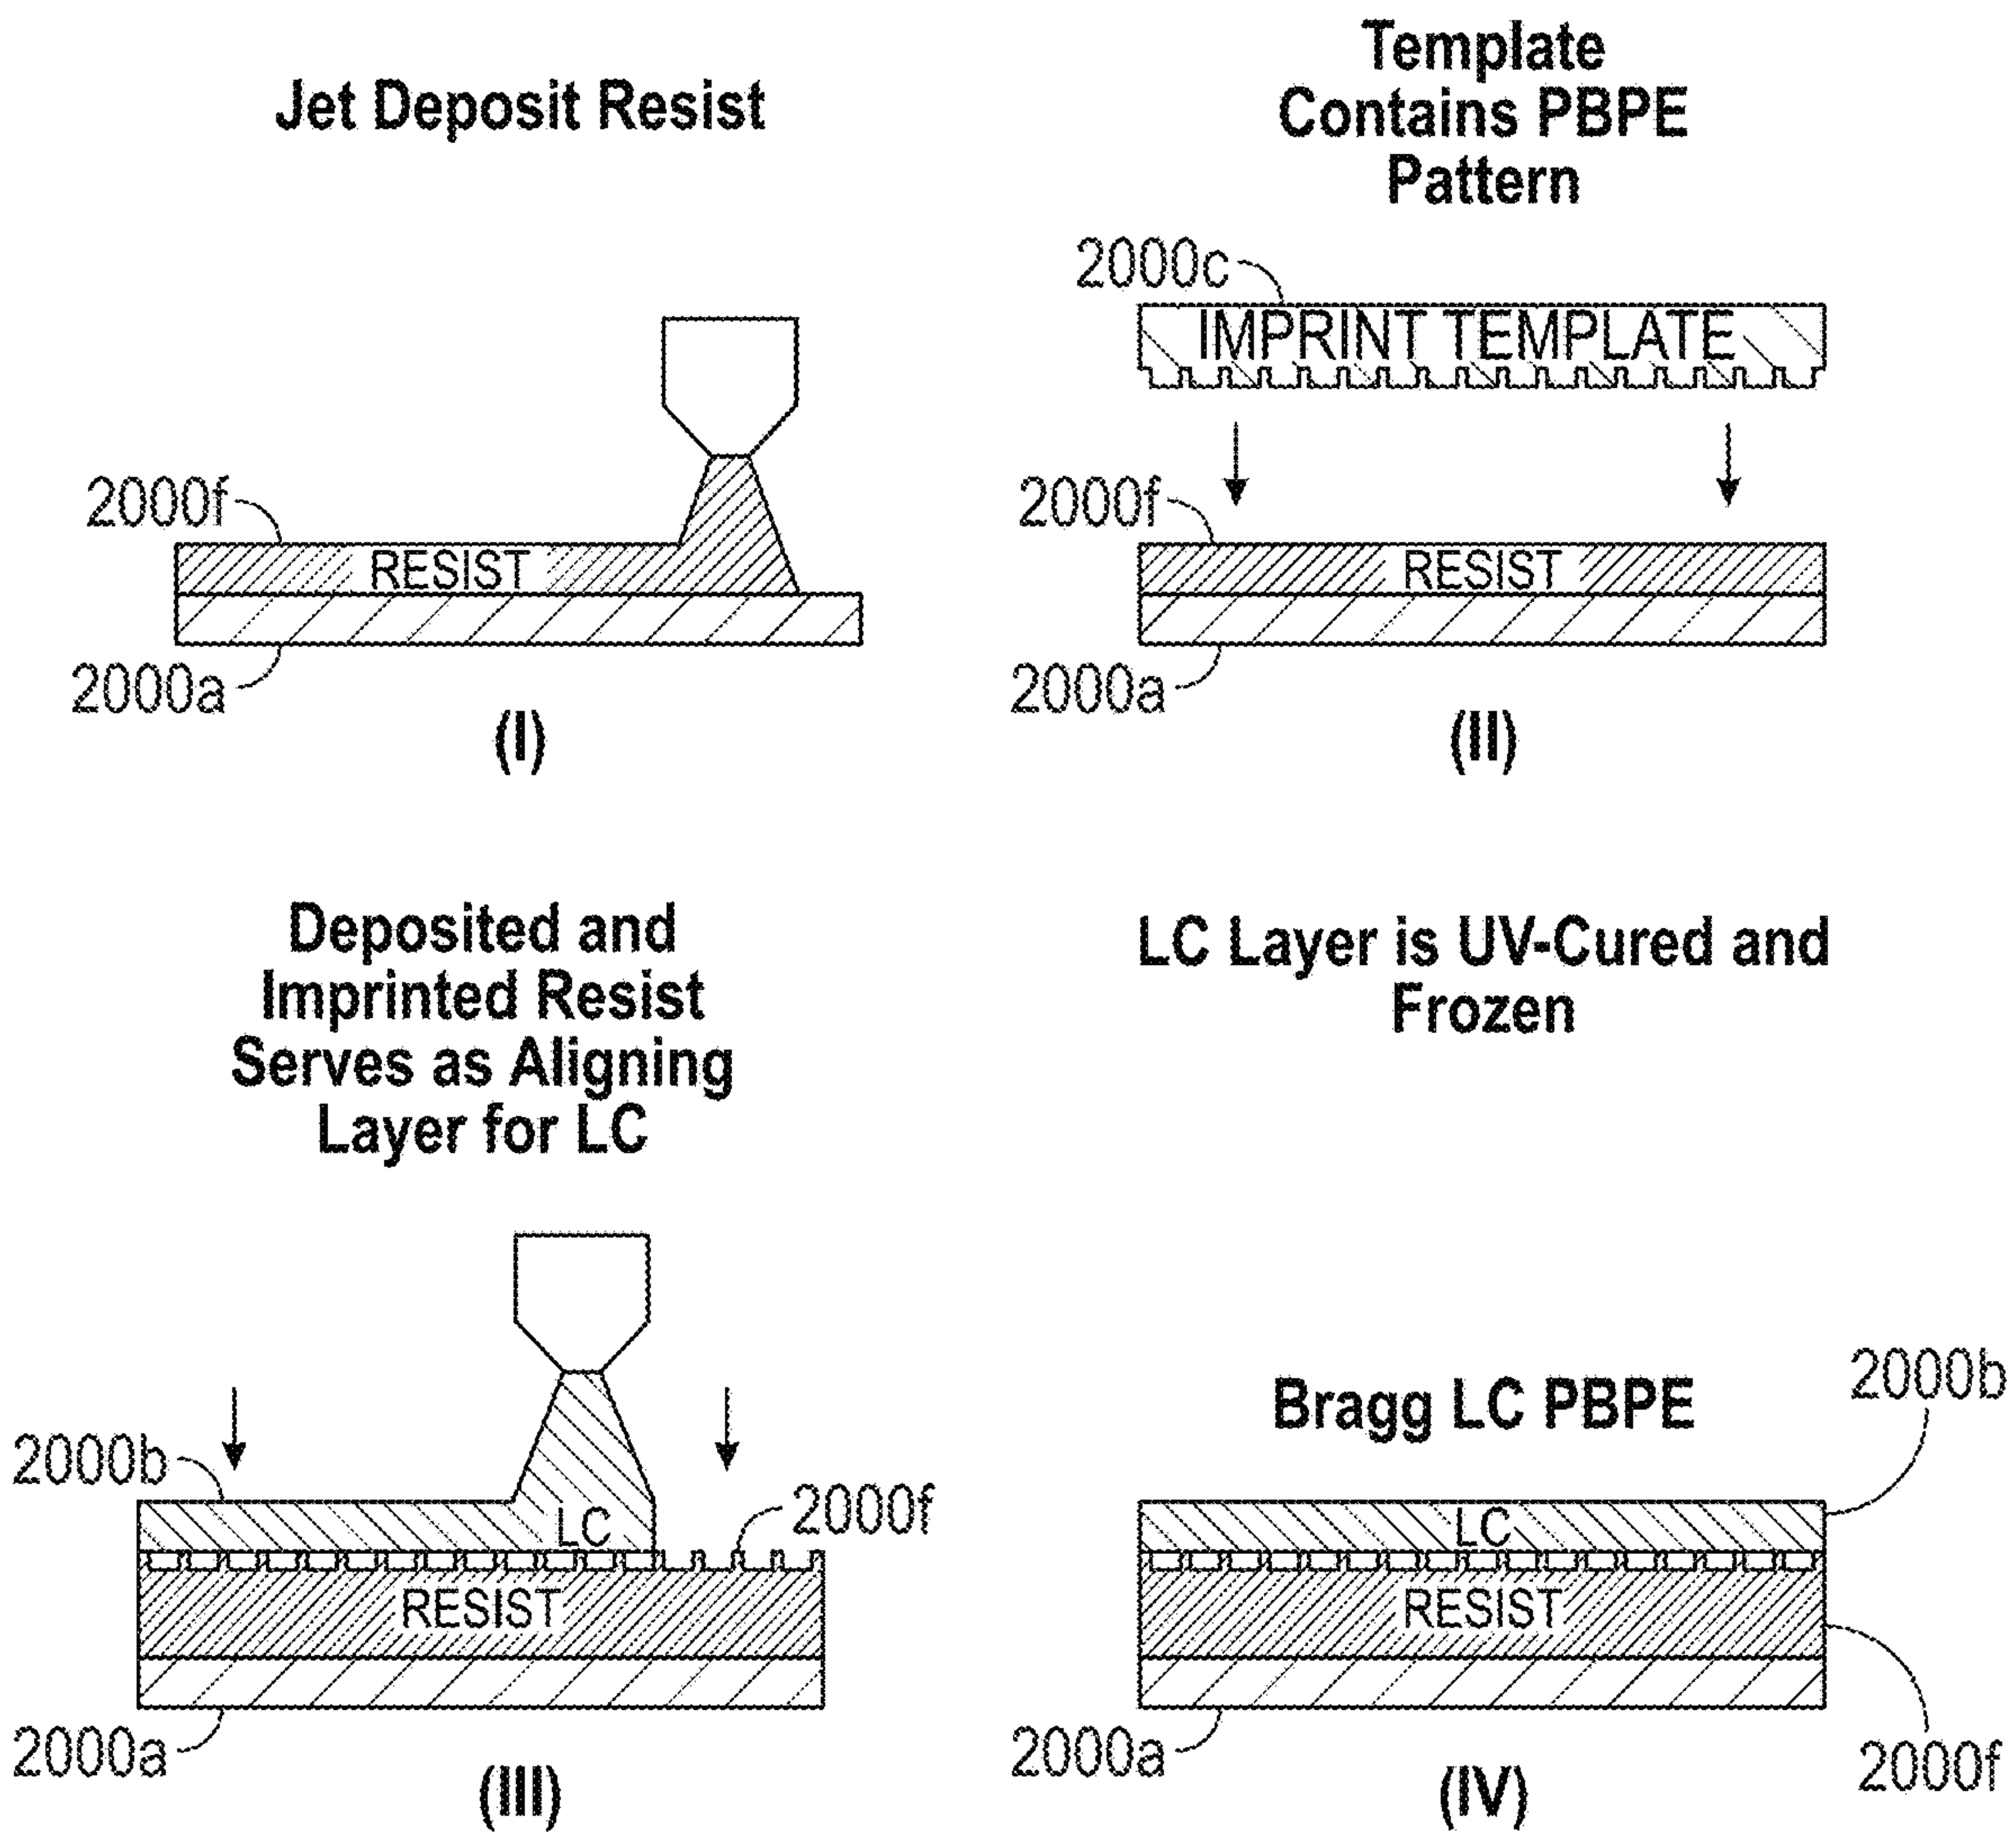 Jet Deposit Resist
2000f
RESIST
2000a
(I)
Template
Contains PBPE
Pattern
2000c
IMPRINT TEMPLATE
2000f
RESIST
2000a
(II)
Deposited and
Imprinted Resist
Serves as Aligning
Layer for LC
2000b
LC
2000f
RESIST
2000a
(III)
LC Layer is UV-Cured and
Frozen
Bragg LC PBPE
2000b
LC
RESIST
2000a
2000f
(IV)